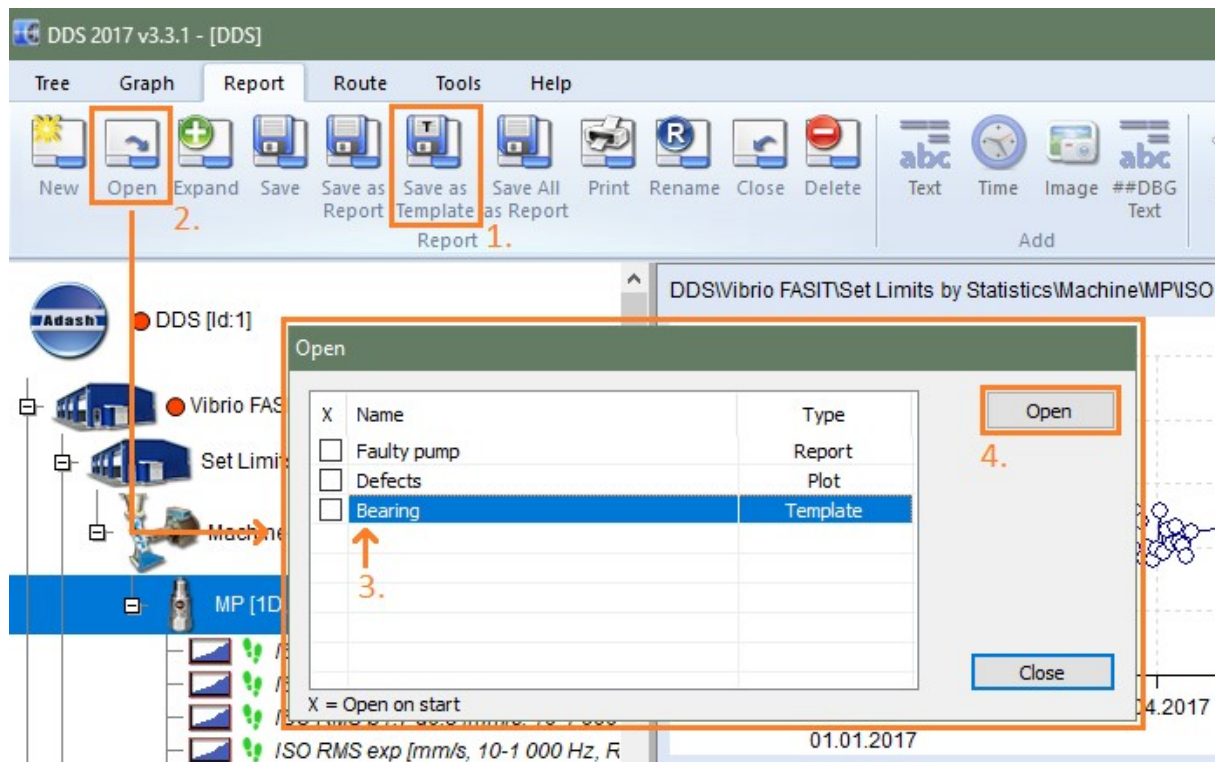 DDS 2017 v3.3.1 - [DDS]
Tree Graph Report Route Tools Help
New Open Expand Save Save as Report Save as Template Save All as Report Print Rename Close Delete Text Time Image ##DBG Text
2.
1.
Report Add
DDS\Vibrio FASIT\Set Limits by Statistics\Machine\MP\ISO
Adash
DDS [Id:1]
Open
Vibrio FAS
X Name Type
Open
Faulty pump Report
4.
Set Limit
Defects Plot
Bearing Template
Machine
3.
MP [1D
Close
X = Open on start
04.2017
01.01.2017
ISO RMS exp [mm/s, 10-1 000 Hz, R